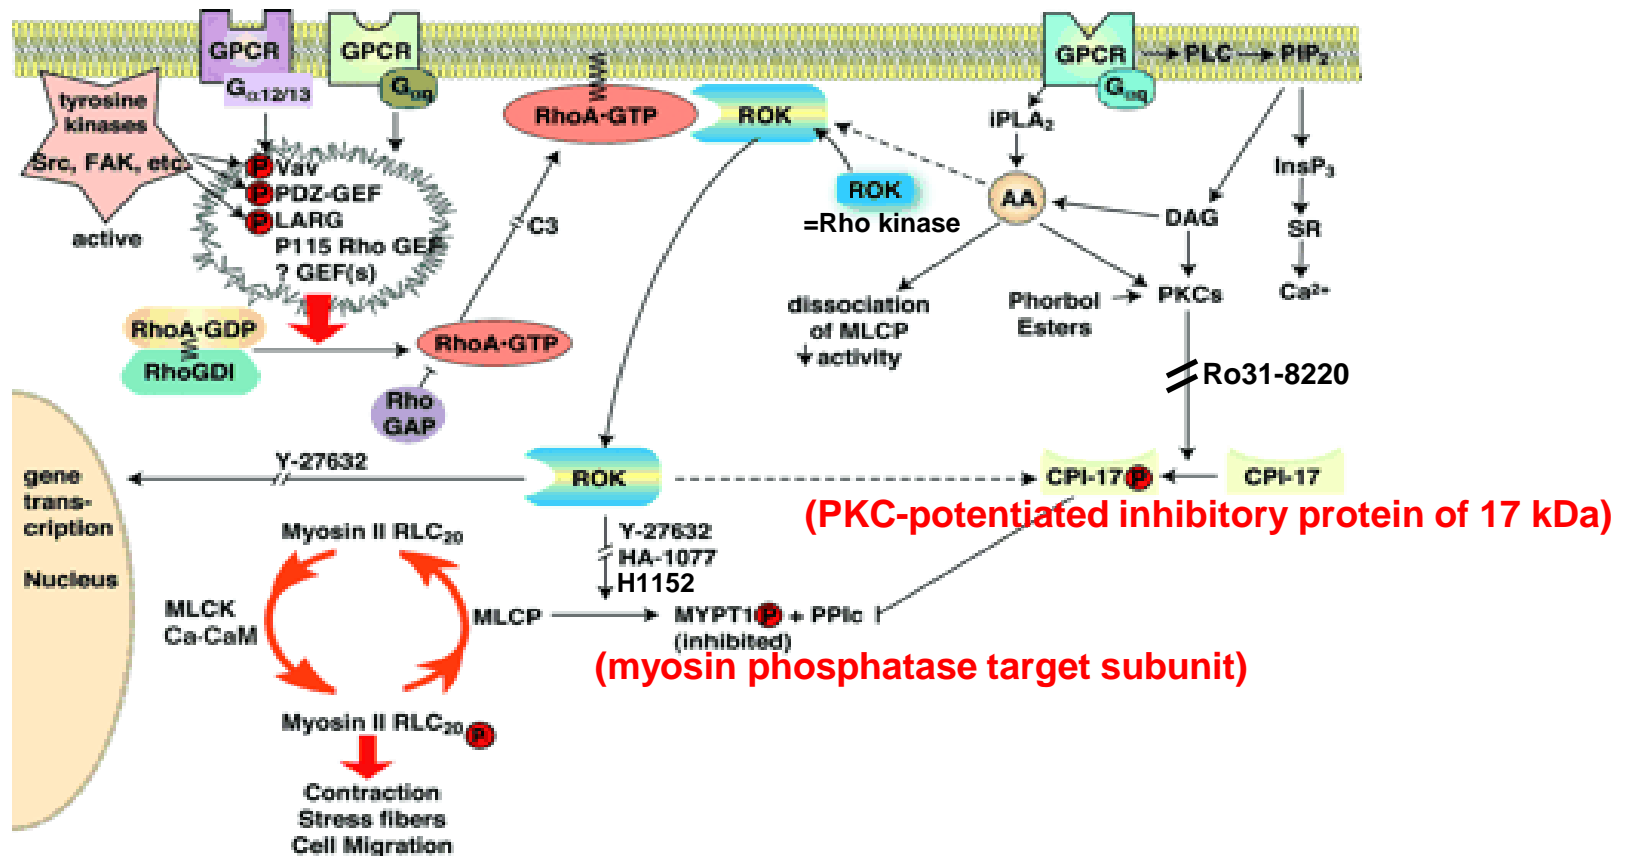 GPCR
GPCR
GPCR
PLC
PIP₂
Gα12/13
Gαq
Gαq
tyrosine
kinases
Src, FAK, etc.
active
P Vav
P PDZ-GEF
P LARG
P115 Rho GEF
? GEF(s)
RhoA·GTP
ROK
iPLA₂
ROK
=Rho kinase
AA
DAG
InsP₃
SR
Ca²⁺
C3
dissociation
of MLCP
activity
Phorbol
Esters
PKCs
RhoA·GDP
RhoGDI
RhoA·GTP
Rho
GAP
Ro31-8220
gene
trans-
cription
Nucleus
Y-27632
ROK
CPI-17 P
CPI-17
(PKC-potentiated inhibitory protein of 17 kDa)
Y-27632
HA-1077
H1152
Myosin II RLC₂₀
MLCK
Ca-CaM
MLCP
MYPT1 P + PPIc
(inhibited)
(myosin phosphatase target subunit)
Myosin II RLC₂₀ P
Contraction
Stress fibers
Cell Migration